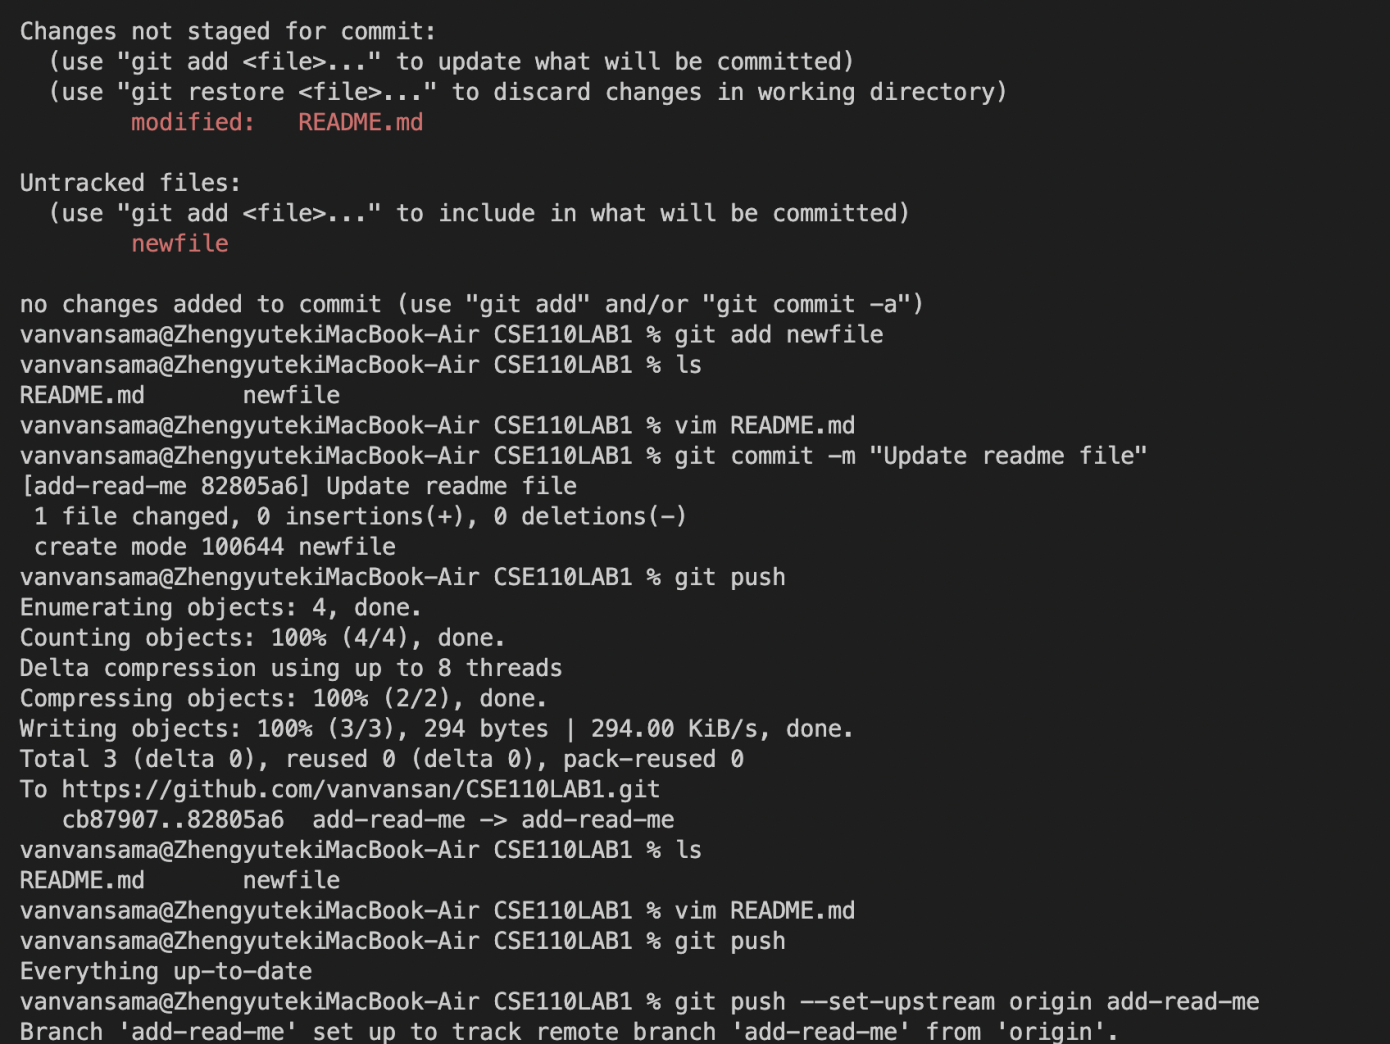 Changes not staged for commit:
  (use "git add <file>..." to update what will be committed)
  (use "git restore <file>..." to discard changes in working directory)
        modified:   README.md

Untracked files:
  (use "git add <file>..." to include in what will be committed)
        newfile

no changes added to commit (use "git add" and/or "git commit -a")
vanvansama@ZhengyutekiMacBook-Air CSE110LAB1 % git add newfile
vanvansama@ZhengyutekiMacBook-Air CSE110LAB1 % ls
README.md       newfile
vanvansama@ZhengyutekiMacBook-Air CSE110LAB1 % vim README.md
vanvansama@ZhengyutekiMacBook-Air CSE110LAB1 % git commit -m "Update readme file"
[add-read-me 82805a6] Update readme file
 1 file changed, 0 insertions(+), 0 deletions(-)
 create mode 100644 newfile
vanvansama@ZhengyutekiMacBook-Air CSE110LAB1 % git push
Enumerating objects: 4, done.
Counting objects: 100% (4/4), done.
Delta compression using up to 8 threads
Compressing objects: 100% (2/2), done.
Writing objects: 100% (3/3), 294 bytes | 294.00 KiB/s, done.
Total 3 (delta 0), reused 0 (delta 0), pack-reused 0
To https://github.com/vanvansan/CSE110LAB1.git
   cb87907..82805a6  add-read-me -> add-read-me
vanvansama@ZhengyutekiMacBook-Air CSE110LAB1 % ls
README.md       newfile
vanvansama@ZhengyutekiMacBook-Air CSE110LAB1 % vim README.md
vanvansama@ZhengyutekiMacBook-Air CSE110LAB1 % git push
Everything up-to-date
vanvansama@ZhengyutekiMacBook-Air CSE110LAB1 % git push --set-upstream origin add-read-me
Branch 'add-read-me' set up to track remote branch 'add-read-me' from 'origin'.